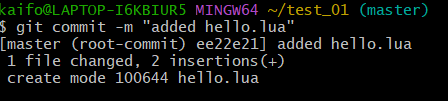 kaifo@LAPTOP-I6KBIUR5 MINGW64 ~/test_01 (master)
$ git commit -m "added hello.lua"
[master (root-commit) ee22e21] added hello.lua
 1 file changed, 2 insertions(+)
 create mode 100644 hello.lua